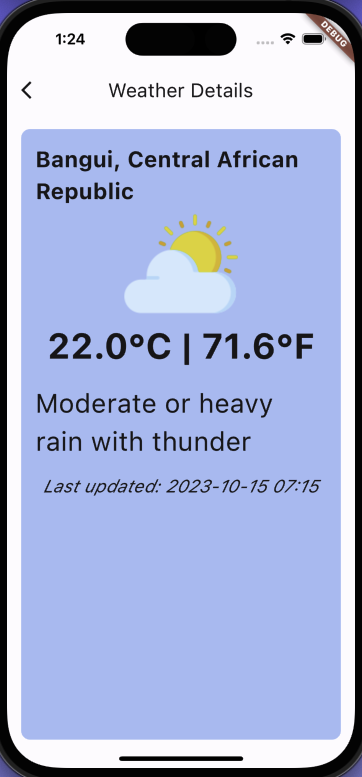 1:24
DEBUG
Weather Details
Bangui, Central African
Republic
22.0°C | 71.6°F
Moderate or heavy
rain with thunder
Last updated: 2023-10-15 07:15